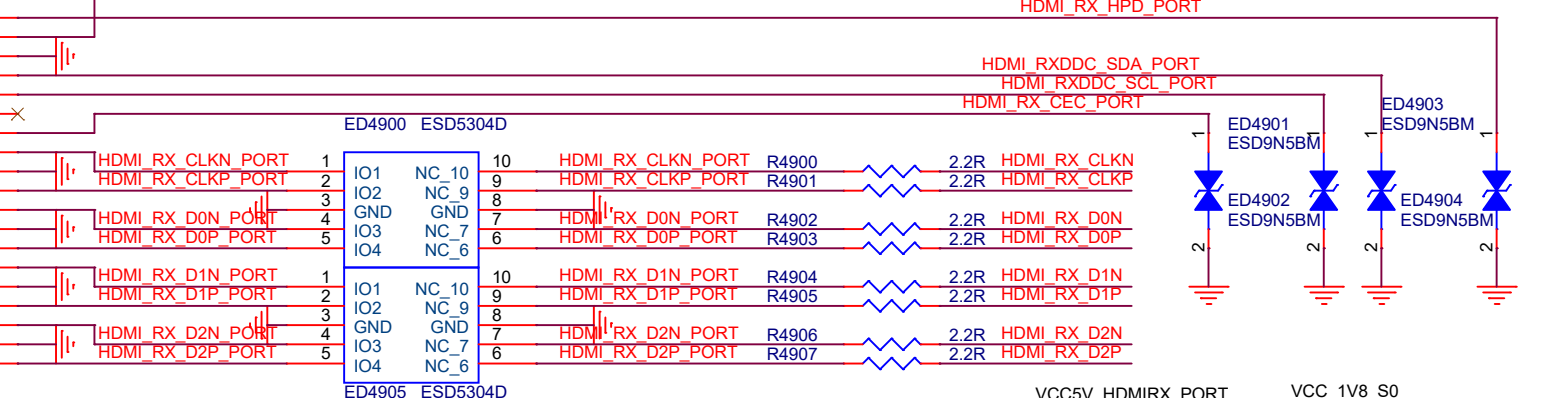 HDMI_RX_HPD_PORT
HDMI_RXDDC_SDA_PORT
HDMI_RXDDC_SCL_PORT
HDMI_RX_CEC_PORT
ED4900 ESD5304D
ED4901
ESD9N5BM
ED4903
ESD9N5BM
ED4902
ESD9N5BM
ED4904
ESD9N5BM
1 1 1 1
2 2 2 2
HDMI_RX_CLKN_PORT 1 IO1 NC_10 10 HDMI_RX_CLKN_PORT R4900 2.2R HDMI_RX_CLKN
HDMI_RX_CLKP_PORT 2 IO2 NC_9 9 HDMI_RX_CLKP_PORT R4901 2.2R HDMI_RX_CLKP
3 GND GND 8
HDMI_RX_D0N_PORT 4 IO3 NC_7 7 HDMI_RX_D0N_PORT R4902 2.2R HDMI_RX_D0N
HDMI_RX_D0P_PORT 5 IO4 NC_6 6 HDMI_RX_D0P_PORT R4903 2.2R HDMI_RX_D0P
HDMI_RX_D1N_PORT 1 IO1 NC_10 10 HDMI_RX_D1N_PORT R4904 2.2R HDMI_RX_D1N
HDMI_RX_D1P_PORT 2 IO2 NC_9 9 HDMI_RX_D1P_PORT R4905 2.2R HDMI_RX_D1P
3 GND GND 8
HDMI_RX_D2N_PORT 4 IO3 NC_7 7 HDMI_RX_D2N_PORT R4906 2.2R HDMI_RX_D2N
HDMI_RX_D2P_PORT 5 IO4 NC_6 6 HDMI_RX_D2P_PORT R4907 2.2R HDMI_RX_D2P
ED4905 ESD5304D
VCC5V_HDMIRX_PORT
VCC_1V8_S0